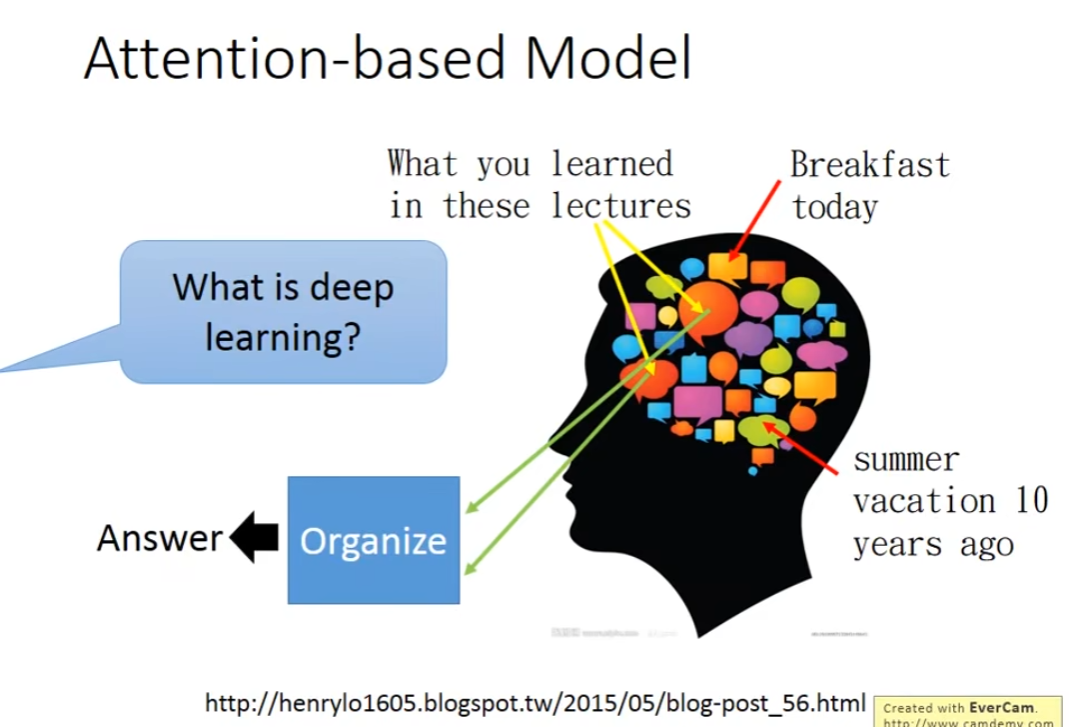 Attention-based Model
What you learned
in these lectures
Breakfast
today
What is deep
learning?
summer
vacation 10
years ago
Answer
Organize
http://henrylo1605.blogspot.tw/2015/05/blog-post_56.html
Created with EverCam.
http://www.camdemy.com